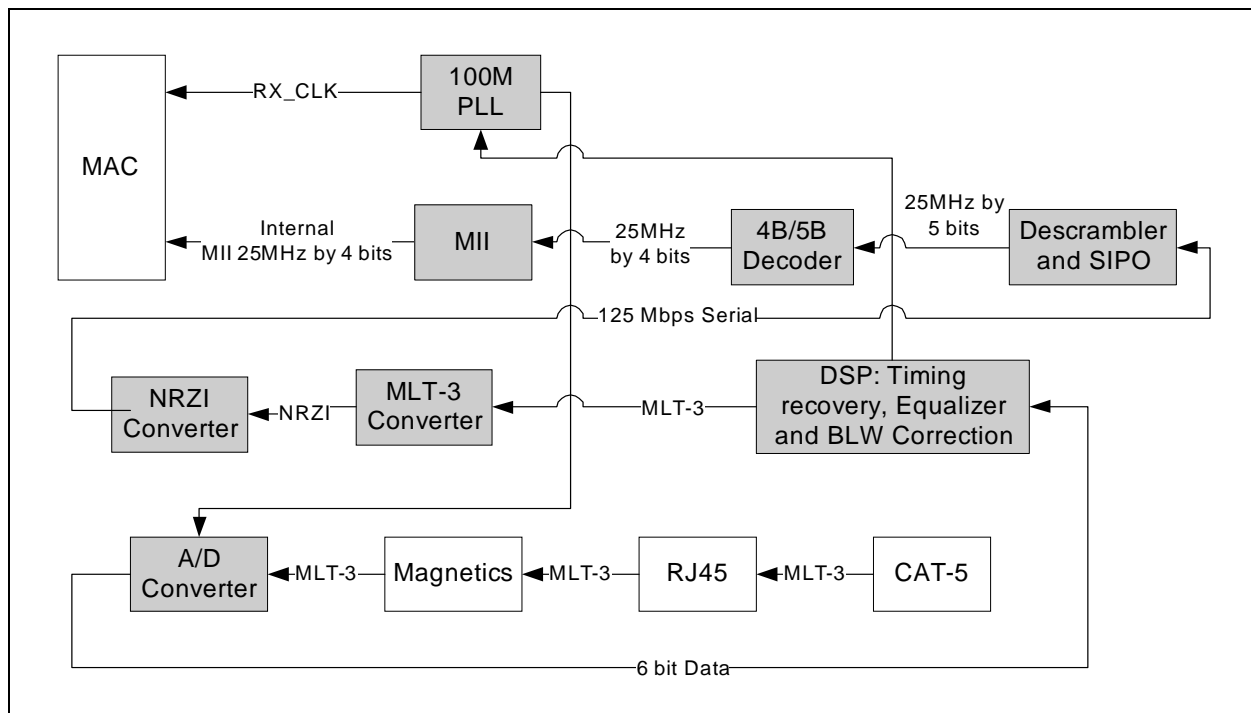 100M
PLL
RX_CLK
MAC
Internal
MII 25MHz by 4 bits
MII
25MHz
by 4 bits
4B/5B
Decoder
25MHz by
5 bits
Descrambler
and SIPO
125 Mbps Serial
NRZI
Converter
NRZI
MLT-3
Converter
MLT-3
DSP: Timing
recovery, Equalizer
and BLW Correction
A/D
Converter
MLT-3
Magnetics
MLT-3
RJ45
MLT-3
CAT-5
6 bit Data